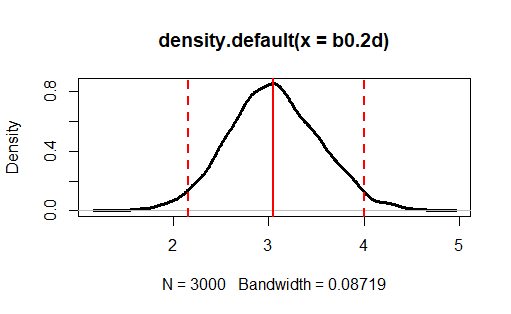 density.default(x = b0.2d)
Density
0.8
0.4
0.0
2 3 4 5
N = 3000 Bandwidth = 0.08719